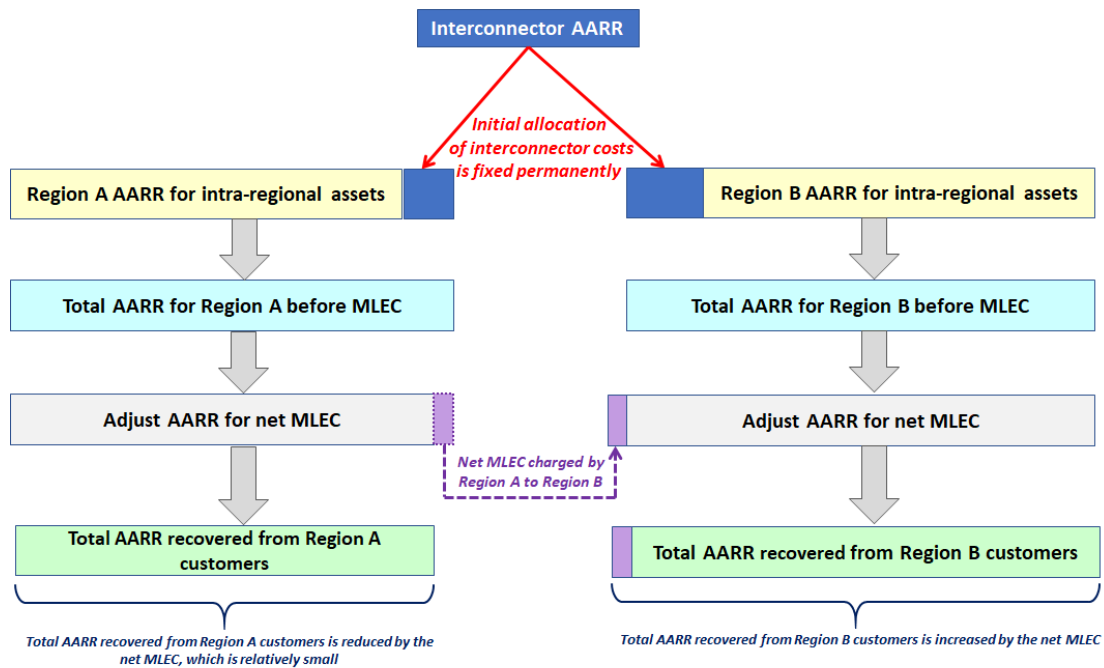 Interconnector AARR
Initial allocation
of interconnector costs
is fixed permanently
Region A AARR for intra-regional assets
Region B AARR for intra-regional assets
Total AARR for Region A before MLEC
Total AARR for Region B before MLEC
Adjust AARR for net MLEC
Adjust AARR for net MLEC
Net MLEC charged by
Region A to Region B
Total AARR recovered from Region A
customers
Total AARR recovered from Region B customers
Total AARR recovered from Region A customers is reduced by the
net MLEC, which is relatively small
Total AARR recovered from Region B customers is increased by the net MLEC